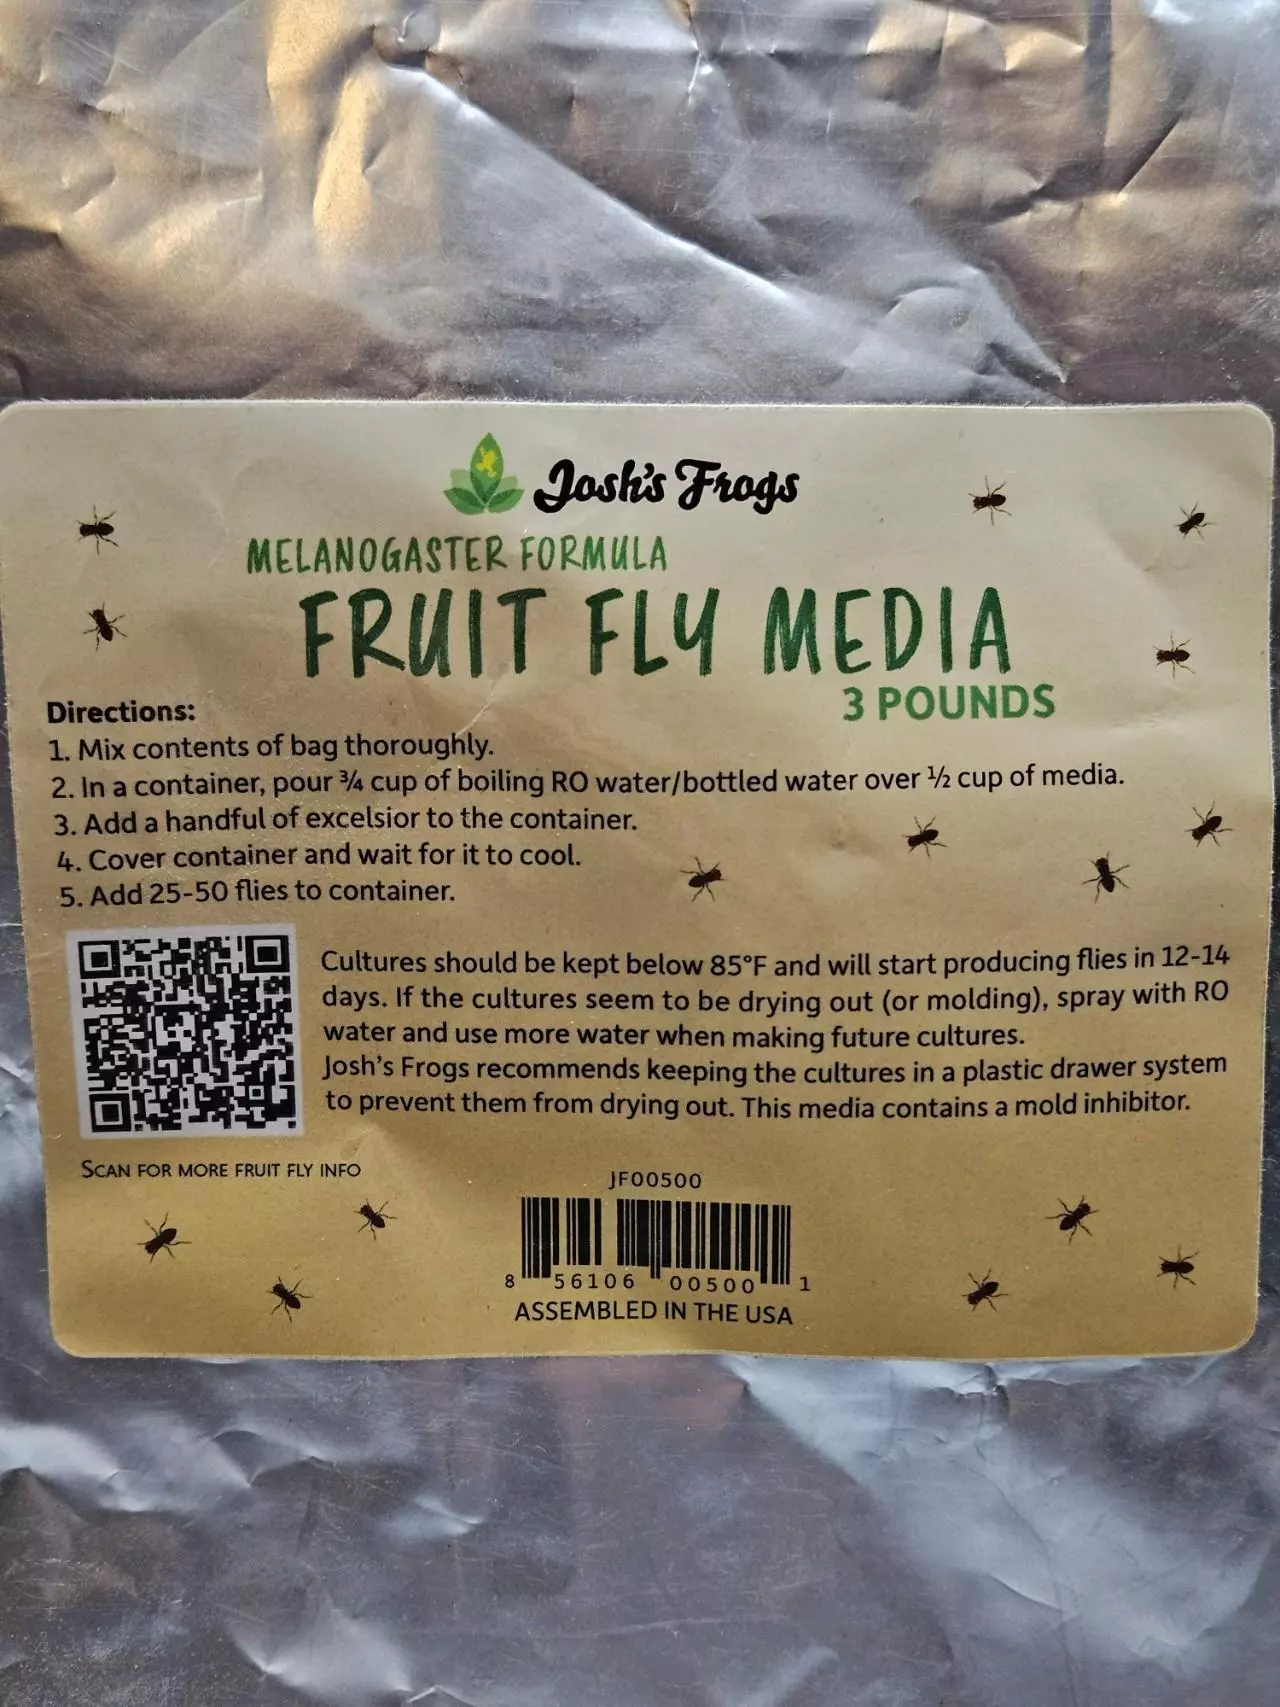 Josh's Frogs
MELANOGASTER FORMULA
FRUIT FLY MEDIA
3 POUNDS
Directions:
1. Mix contents of bag thoroughly.
2. In a container, pour ¾ cup of boiling RO water/bottled water over ½ cup of media.
3. Add a handful of excelsior to the container.
4. Cover container and wait for it to cool.
5. Add 25-50 flies to container.
Cultures should be kept below 85°F and will start producing flies in 12-14
days. If the cultures seem to be drying out (or molding), spray with RO
water and use more water when making future cultures.
Josh's Frogs recommends keeping the cultures in a plastic drawer system
to prevent them from drying out. This media contains a mold inhibitor.
SCAN FOR MORE FRUIT FLY INFO
JF00500
8 56106 00500 1
ASSEMBLED IN THE USA